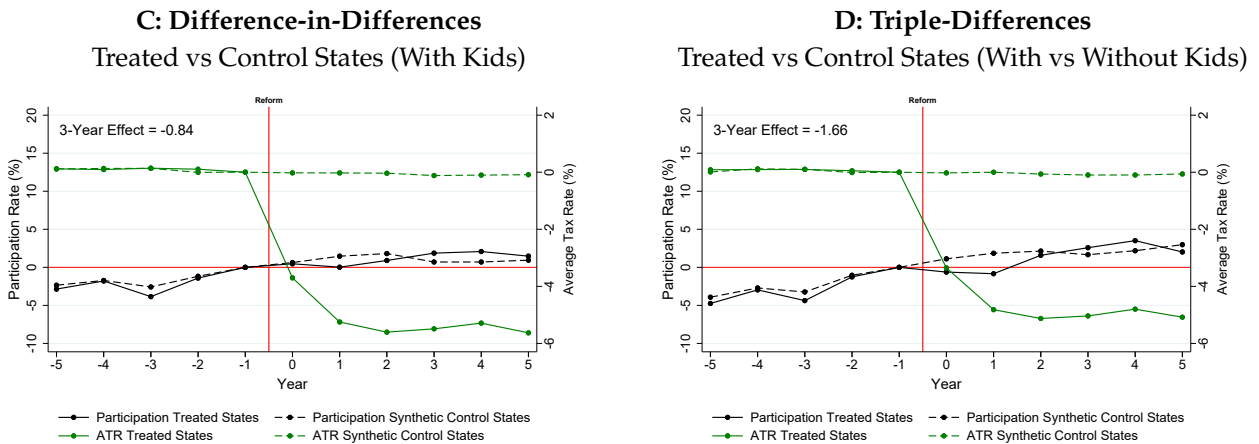 C: Difference-in-Differences
Treated vs Control States (With Kids)
Reform
3-Year Effect = -0.84
Participation Rate (%)
20
15
10
5
0
-5
-10
Average Tax Rate (%)
2
0
-2
-4
-6
-5 -4 -3 -2 -1 0 1 2 3 4 5
Year
Participation Treated States
Participation Synthetic Control States
ATR Treated States
ATR Synthetic Control States
D: Triple-Differences
Treated vs Control States (With vs Without Kids)
Reform
3-Year Effect = -1.66
Participation Rate (%)
20
15
10
5
0
-5
-10
Average Tax Rate (%)
2
0
-2
-4
-6
-5 -4 -3 -2 -1 0 1 2 3 4 5
Year
Participation Treated States
Participation Synthetic Control States
ATR Treated States
ATR Synthetic Control States